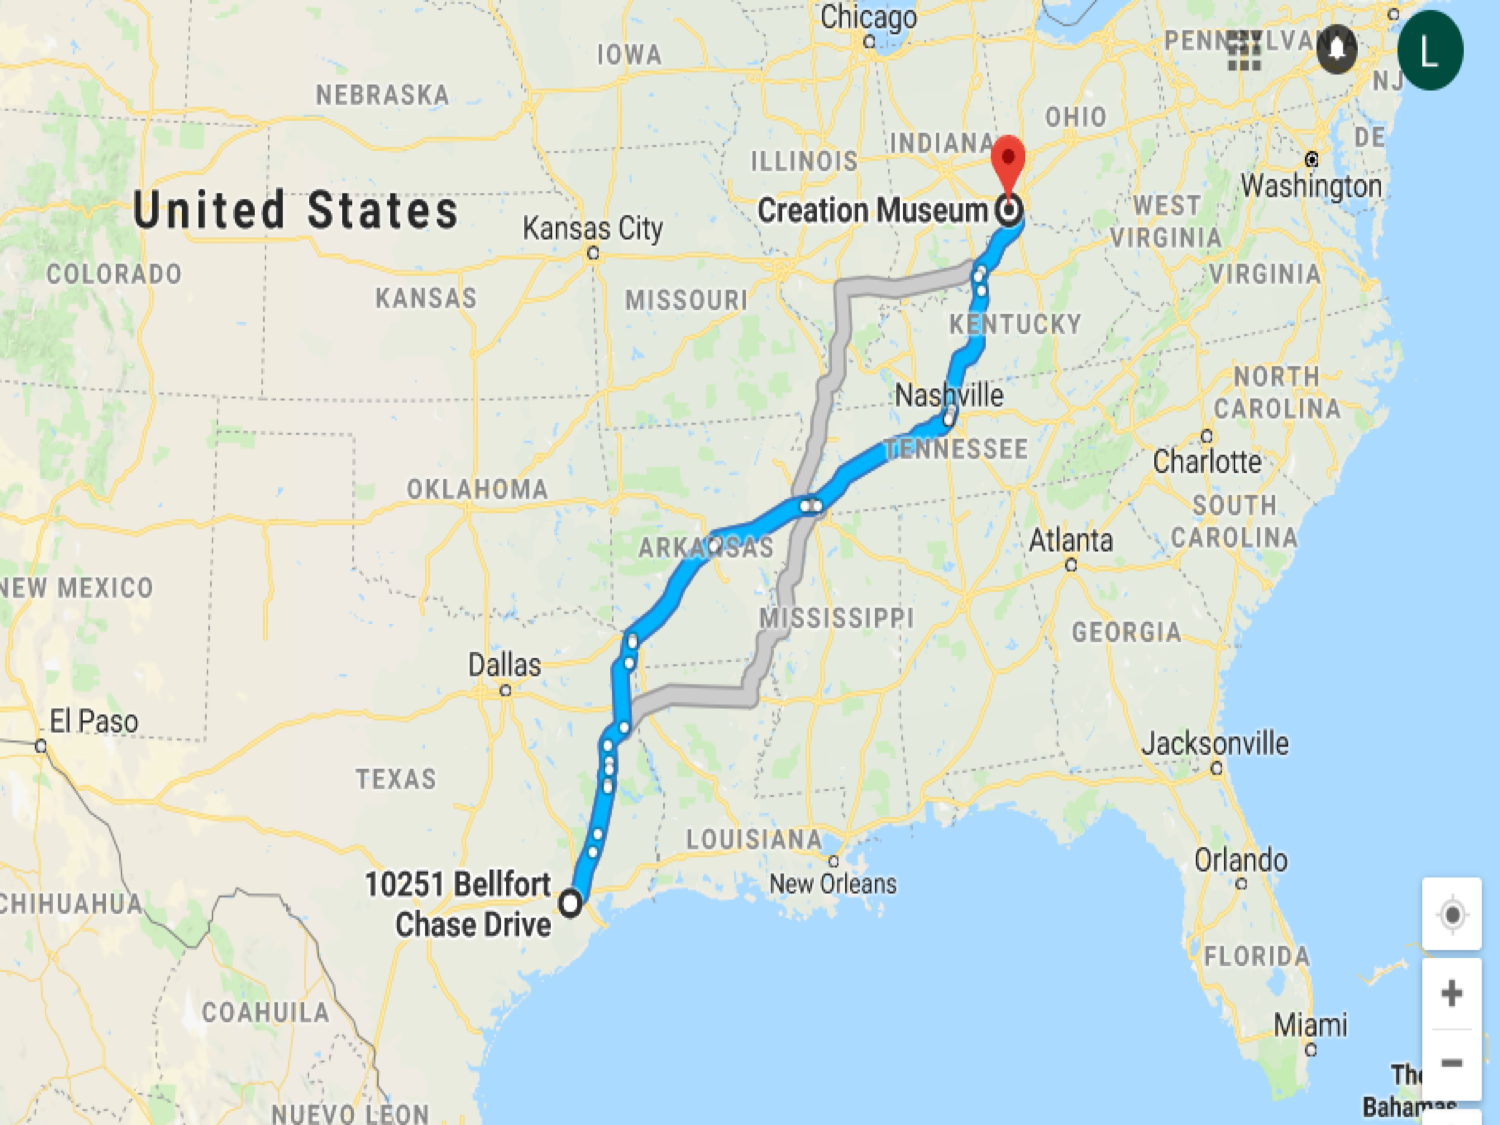 Chicago
PENNSYLVANIA
L
IOWA
NEBRASKA
NJ
OHIO
INDIANA
DE
ILLINOIS
Washington
United States
Creation Museum
Kansas City
WEST
VIRGINIA
COLORADO
VIRGINIA
KANSAS
MISSOURI
KENTUCKY
Nashville
NORTH
CAROLINA
TENNESSEE
Charlotte
OKLAHOMA
SOUTH
CAROLINA
ARKANSAS
Atlanta
NEW MEXICO
MISSISSIPPI
GEORGIA
Dallas
El Paso
Jacksonville
TEXAS
LOUISIANA
Orlando
10251 Bellfort
Chase Drive
New Orleans
CHIHUAHUA
FLORIDA
COAHUILA
Miami
The
Bahamas
NUEVO LEON